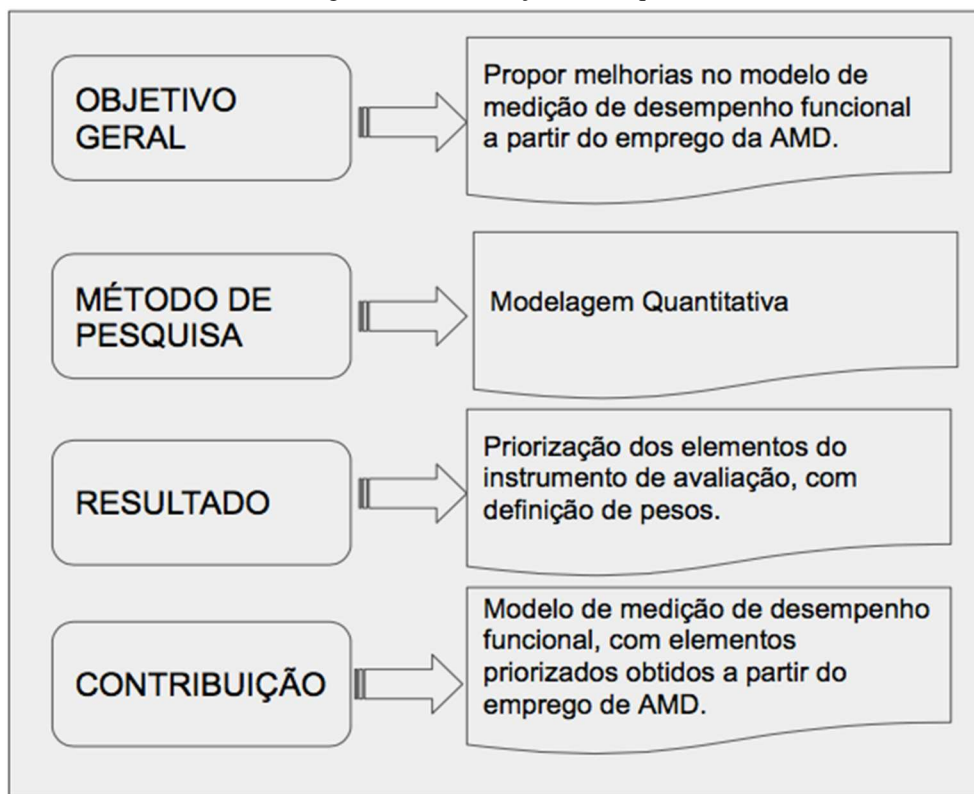 OBJETIVO
GERAL
Propor melhorias no modelo de
medição de desempenho funcional
a partir do emprego da AMD.
MÉTODO DE
PESQUISA
Modelagem Quantitativa
RESULTADO
Priorização dos elementos do
instrumento de avaliação, com
definição de pesos.
CONTRIBUIÇÃO
Modelo de medição de desempenho
funcional, com elementos
priorizados obtidos a partir do
emprego de AMD.